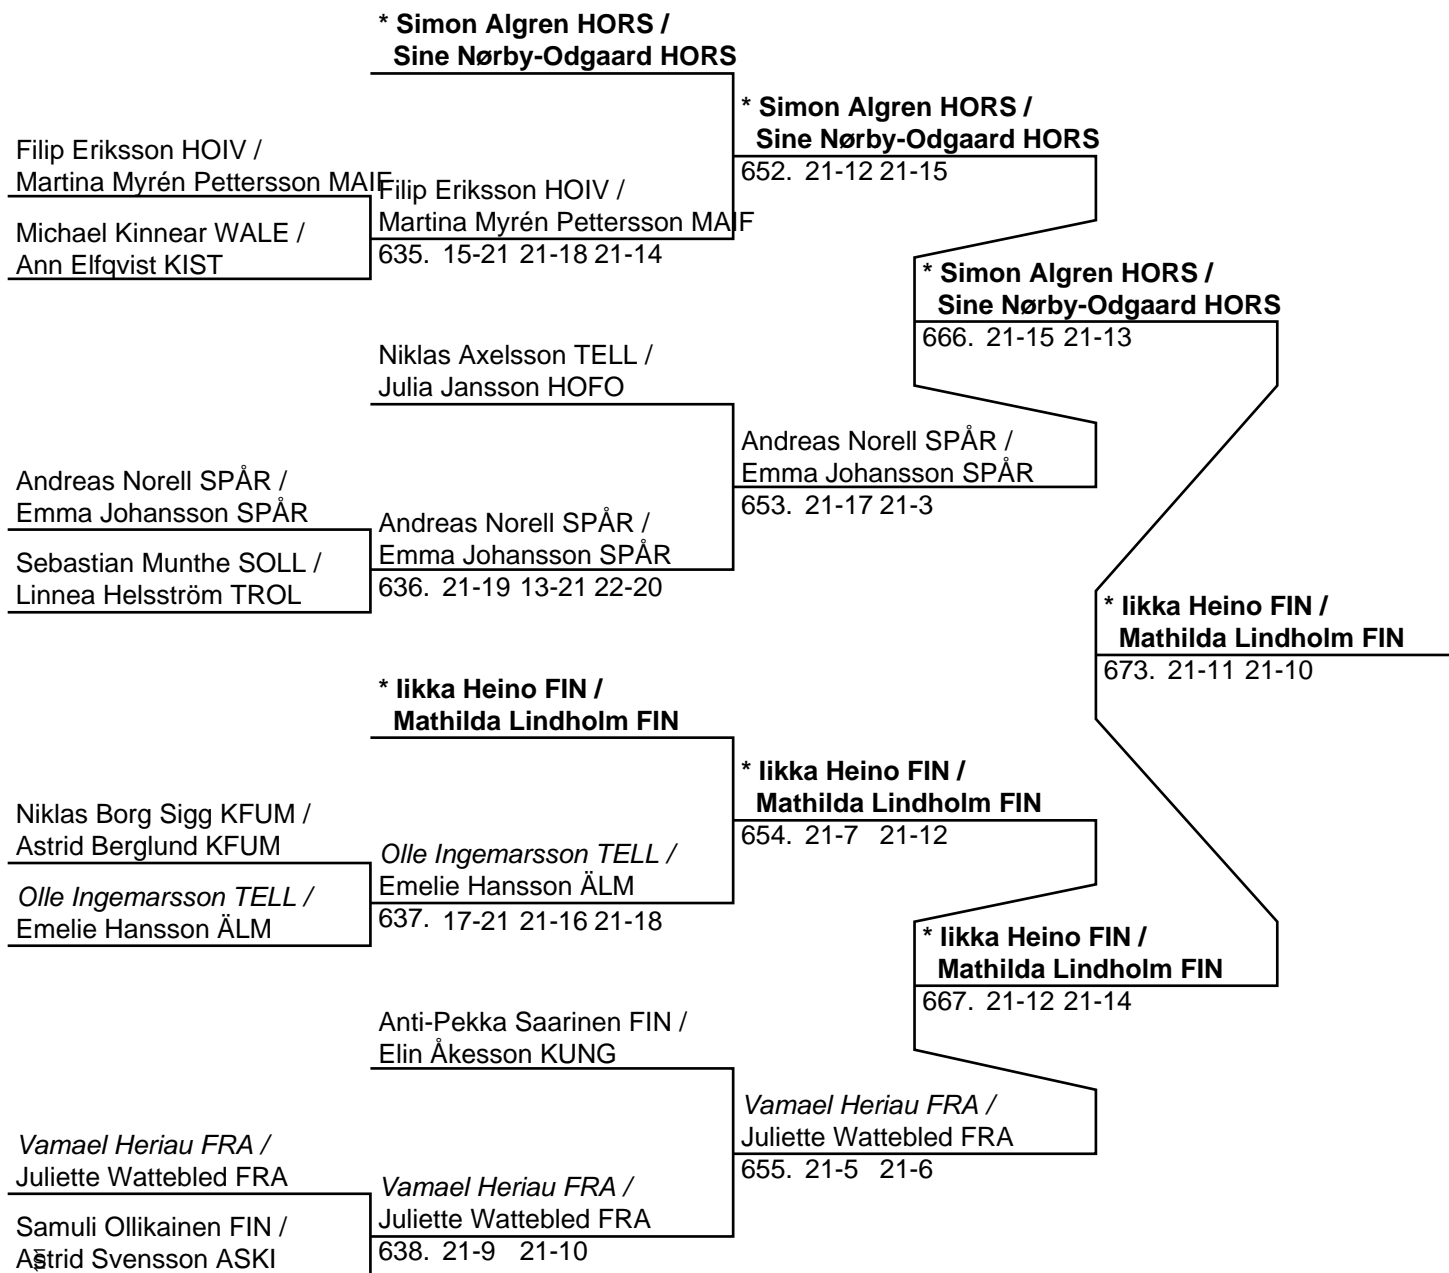 * Simon Algren HORS /
Sine Nørby-Odgaard HORS
Filip Eriksson HOIV /
Martina Myrén Pettersson MAIF
Michael Kinnear WALE /
Ann Elfqvist KIST
Filip Eriksson HOIV /
Martina Myrén Pettersson MAIF
635. 15-21 21-18 21-14
* Simon Algren HORS /
Sine Nørby-Odgaard HORS
652. 21-12 21-15
* Simon Algren HORS /
Sine Nørby-Odgaard HORS
666. 21-15 21-13
Niklas Axelsson TELL /
Julia Jansson HOFO
Andreas Norell SPÅR /
Emma Johansson SPÅR
653. 21-17 21-3
Andreas Norell SPÅR /
Emma Johansson SPÅR
Sebastian Munthe SOLL /
Linnea Helsström TROL
Andreas Norell SPÅR /
Emma Johansson SPÅR
636. 21-19 13-21 22-20
* Iikka Heino FIN /
Mathilda Lindholm FIN
673. 21-11 21-10
* Iikka Heino FIN /
Mathilda Lindholm FIN
* Iikka Heino FIN /
Mathilda Lindholm FIN
654. 21-7 21-12
Niklas Borg Sigg KFUM /
Astrid Berglund KFUM
Olle Ingemarsson TELL /
Emelie Hansson ÄLM
Olle Ingemarsson TELL /
Emelie Hansson ÄLM
637. 17-21 21-16 21-18
* Iikka Heino FIN /
Mathilda Lindholm FIN
667. 21-12 21-14
Anti-Pekka Saarinen FIN /
Elin Åkesson KUNG
Vamael Heriau FRA /
Juliette Wattebled FRA
655. 21-5 21-6
Vamael Heriau FRA /
Juliette Wattebled FRA
Samuli Ollikainen FIN /
Astrid Svensson ASKI
Vamael Heriau FRA /
Juliette Wattebled FRA
638. 21-9 21-10